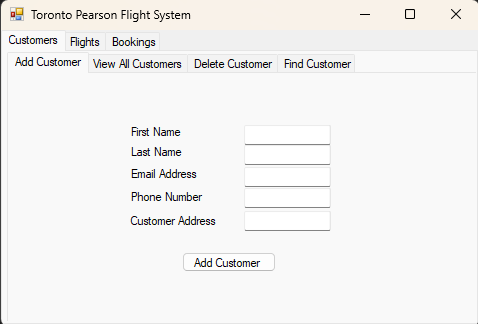 Toronto Pearson Flight System
Customers Flights Bookings
Add Customer View All Customers Delete Customer Find Customer
First Name
Last Name
Email Address
Phone Number
Customer Address
Add Customer